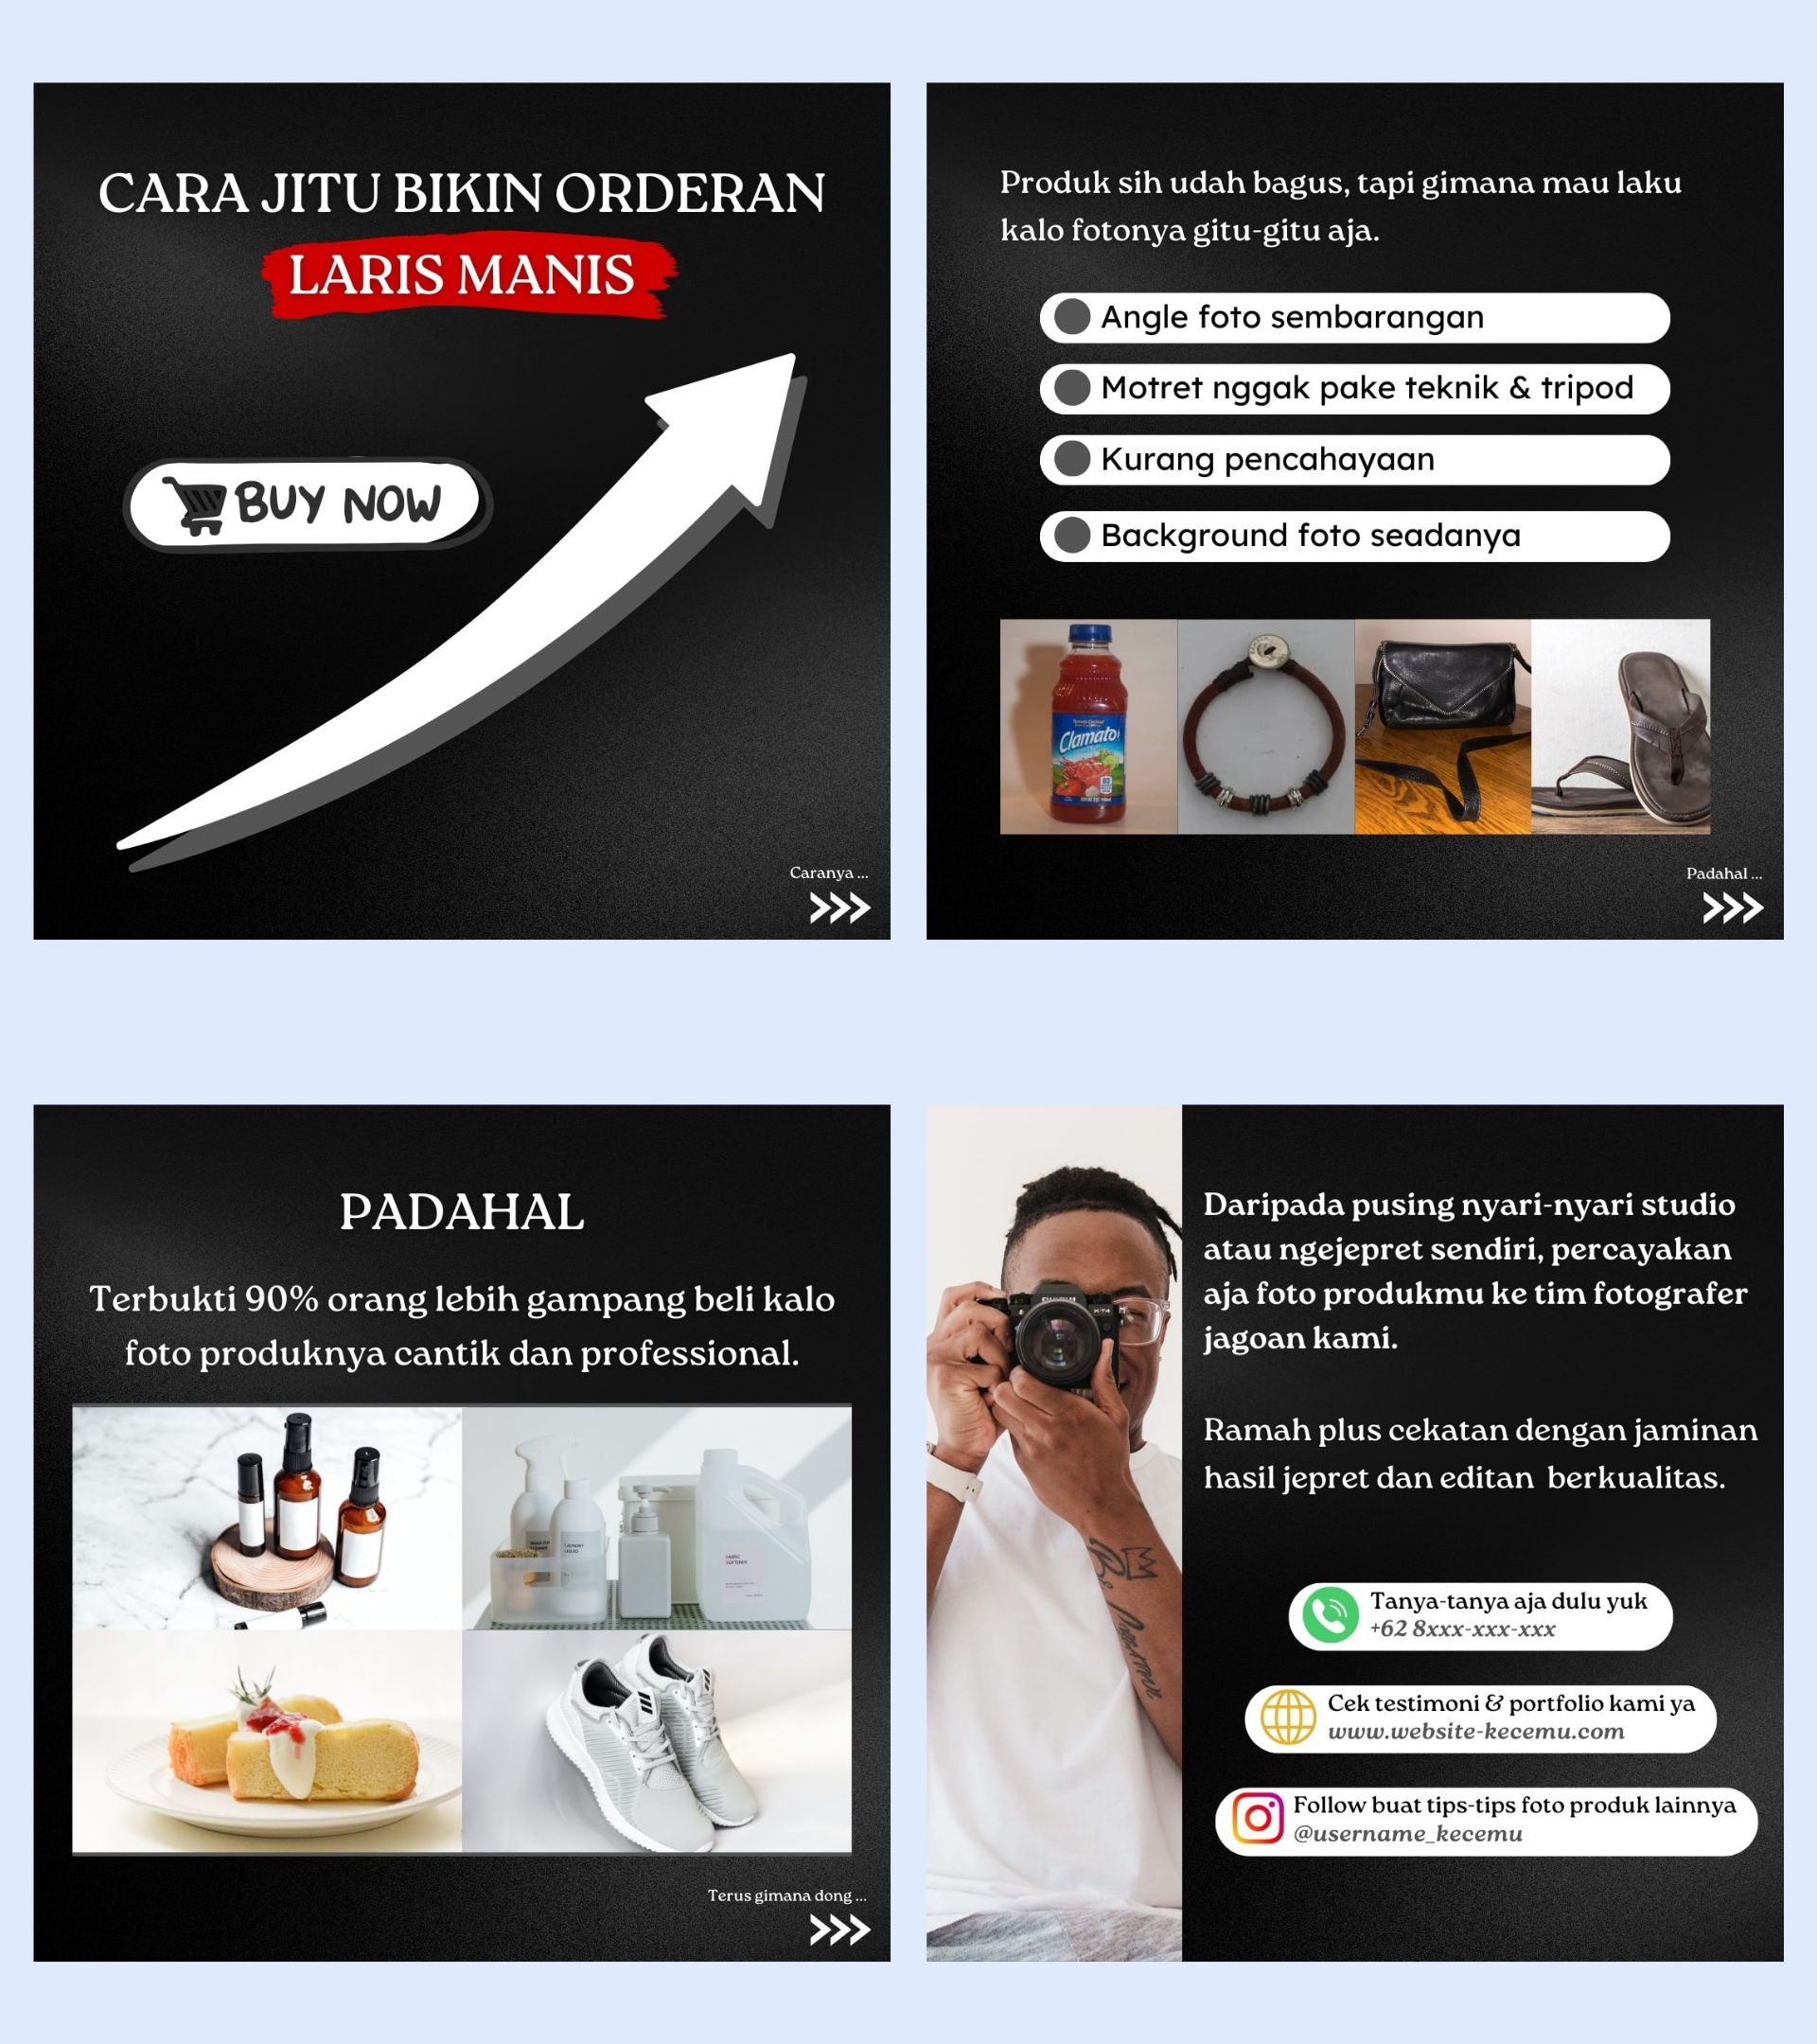 CARA JITU BIKIN ORDERAN
LARIS MANIS
BUY NOW
Caranya ...
Produk sih udah bagus, tapi gimana mau laku
kalo fotonya gitu-gitu aja.
Angle foto sembarangan
Motret nggak pake teknik & tripod
Kurang pencahayaan
Background foto seadanya
Clamato
Padahal ...
PADAHAL
Terbukti 90% orang lebih gampang beli kalo
foto produknya cantik dan professional.
LAUNDRY
LIQUID
FABRIC
SOFTENER
Terus gimana dong ...
Daripada pusing nyari-nyari studio
atau ngejepret sendiri, percayakan
aja foto produkmu ke tim fotografer
jagoan kami.
Ramah plus cekatan dengan jaminan
hasil jepret dan editan  berkualitas.
X-T4
Tanya-tanya aja dulu yuk
+62 8xxx-xxx-xxx
Cek testimoni & portfolio kami ya
www.website-kecemu.com
Follow buat tips-tips foto produk lainnya
@username_kecemu